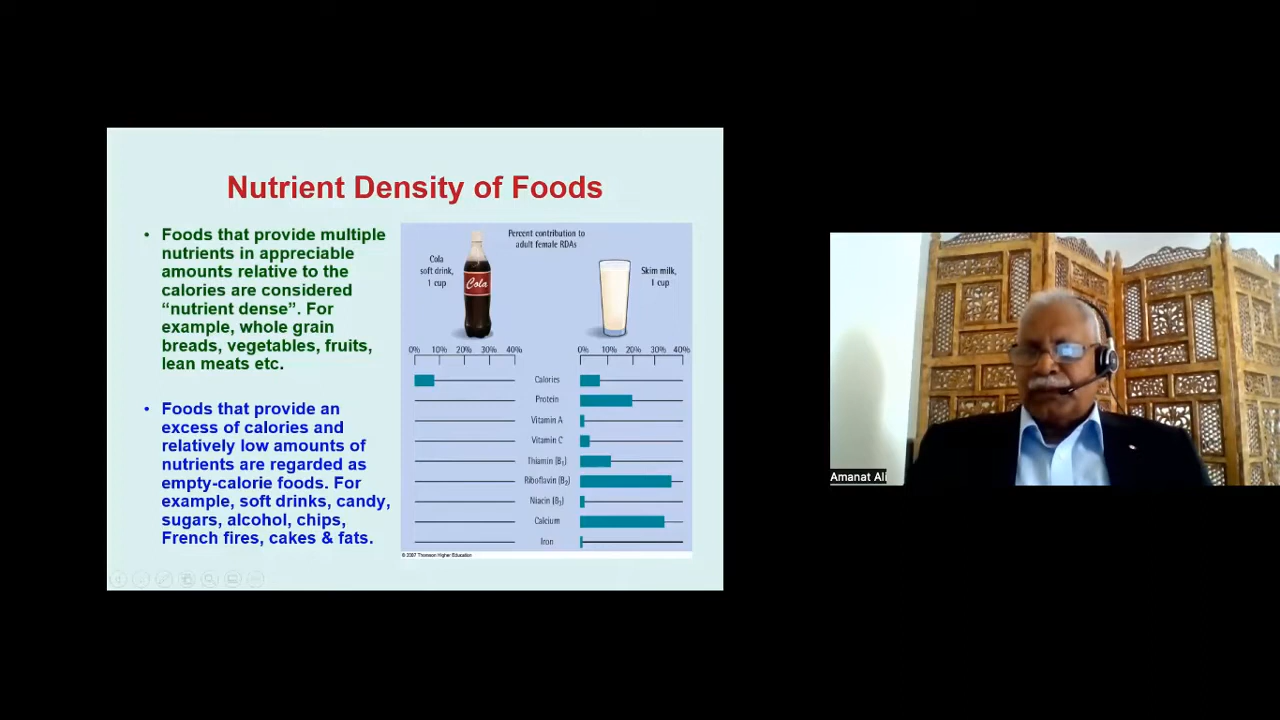 Nutrient Density of Foods
• Foods that provide multiple
nutrients in appreciable
amounts relative to the
calories are considered
“nutrient dense”. For
example, whole grain
breads, vegetables, fruits,
lean meats etc.
• Foods that provide an
excess of calories and
relatively low amounts of
nutrients are regarded as
empty-calorie foods. For
example, soft drinks, candy,
sugars, alcohol, chips,
French fires, cakes & fats.
Percent contribution to
adult female RDAs
Cola
soft drink,
1 cup
Cola
Skim milk,
1 cup
0% 10% 20% 30% 40%
0% 10% 20% 30% 40%
Calories
Protein
Vitamin A
Vitamin C
Thiamin (B₁)
Riboflavin (B₂)
Niacin (B₃)
Calcium
Iron
© 2007 Thomson Higher Education
Amanat Ali